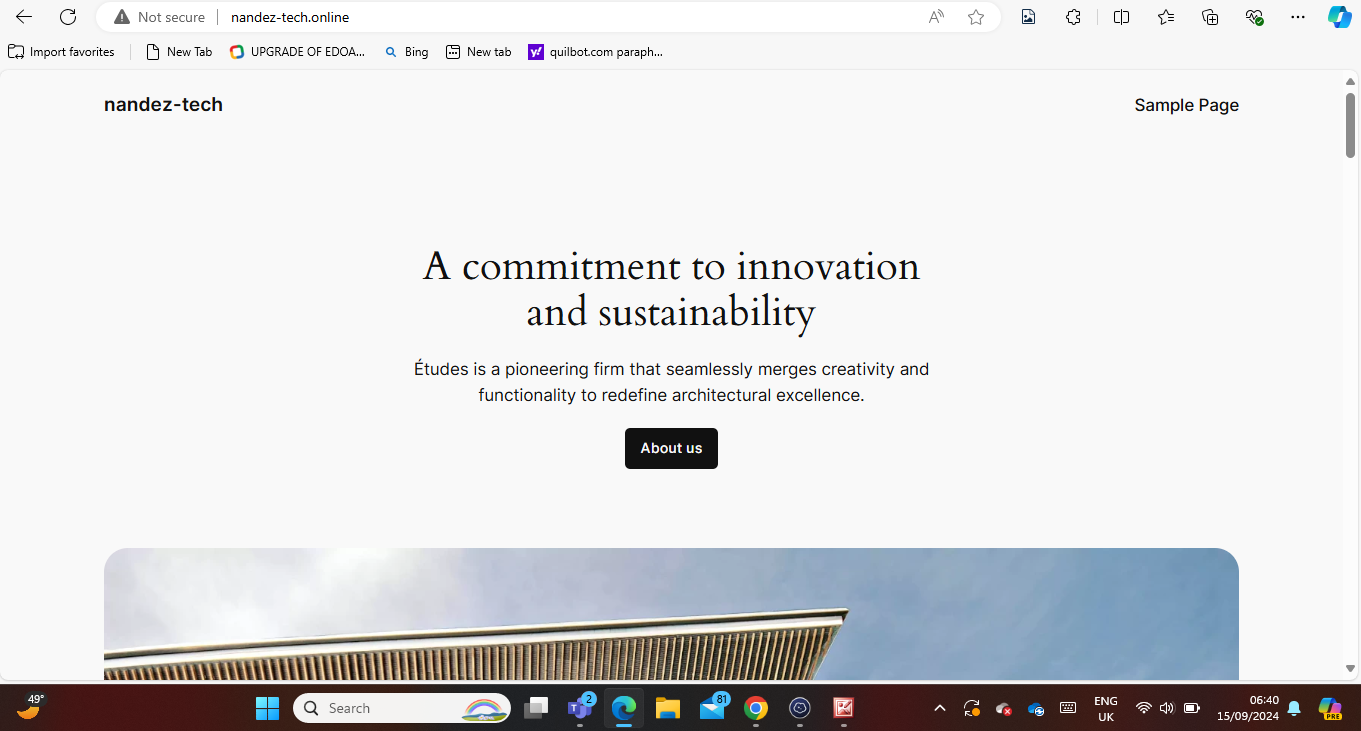 Not secure
nandez-tech.online
Import favorites
New Tab
UPGRADE OF EDOA...
Bing
New tab
quilbot.com paraph...
nandez-tech
Sample Page
A commitment to innovation
and sustainability
Études is a pioneering firm that seamlessly merges creativity and
functionality to redefine architectural excellence.
About us
49°
Search
2
81
ENG
UK
06:40
15/09/2024
PRE